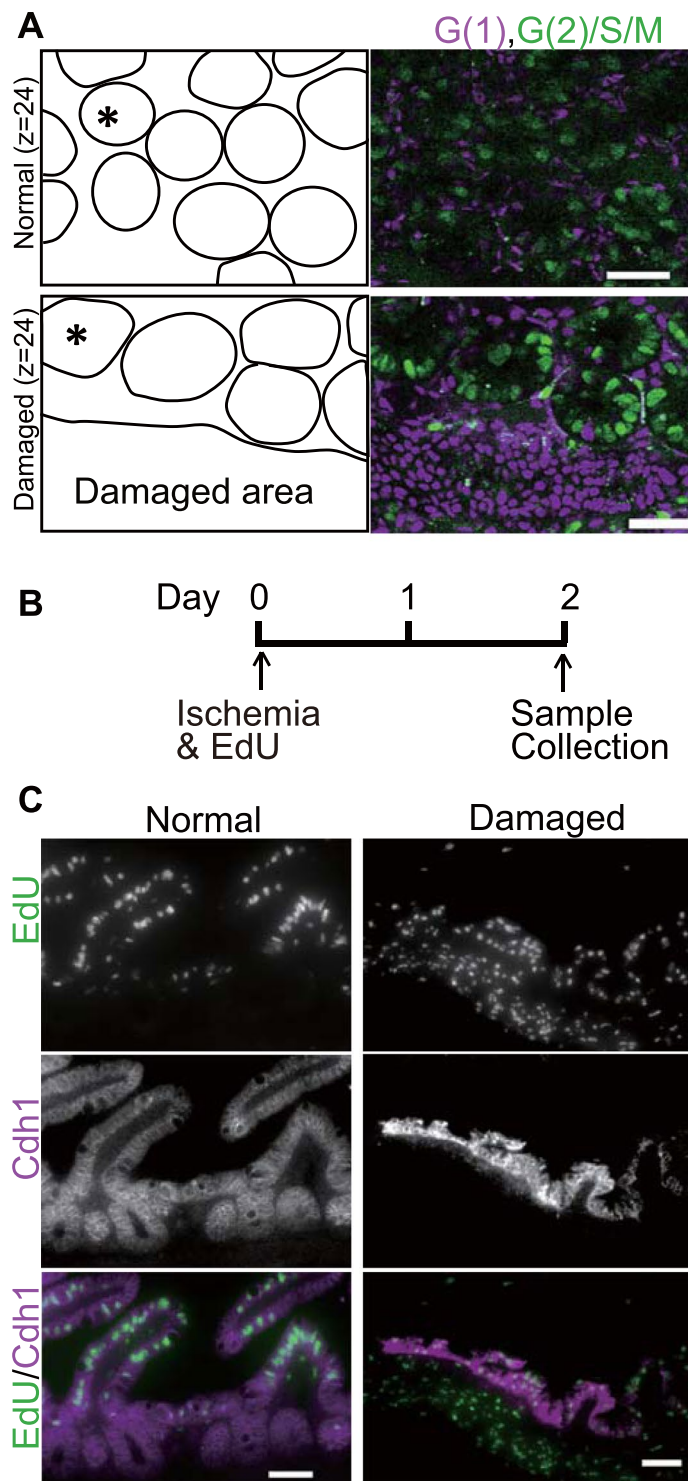 A
G(1),G(2)/S/M
Normal (z=24)
*
Damaged (z=24)
*
Damaged area
B
Day 0 1 2
Ischemia
& EdU
Sample
Collection
C
Normal
Damaged
EdU
Cdh1
EdU/Cdh1